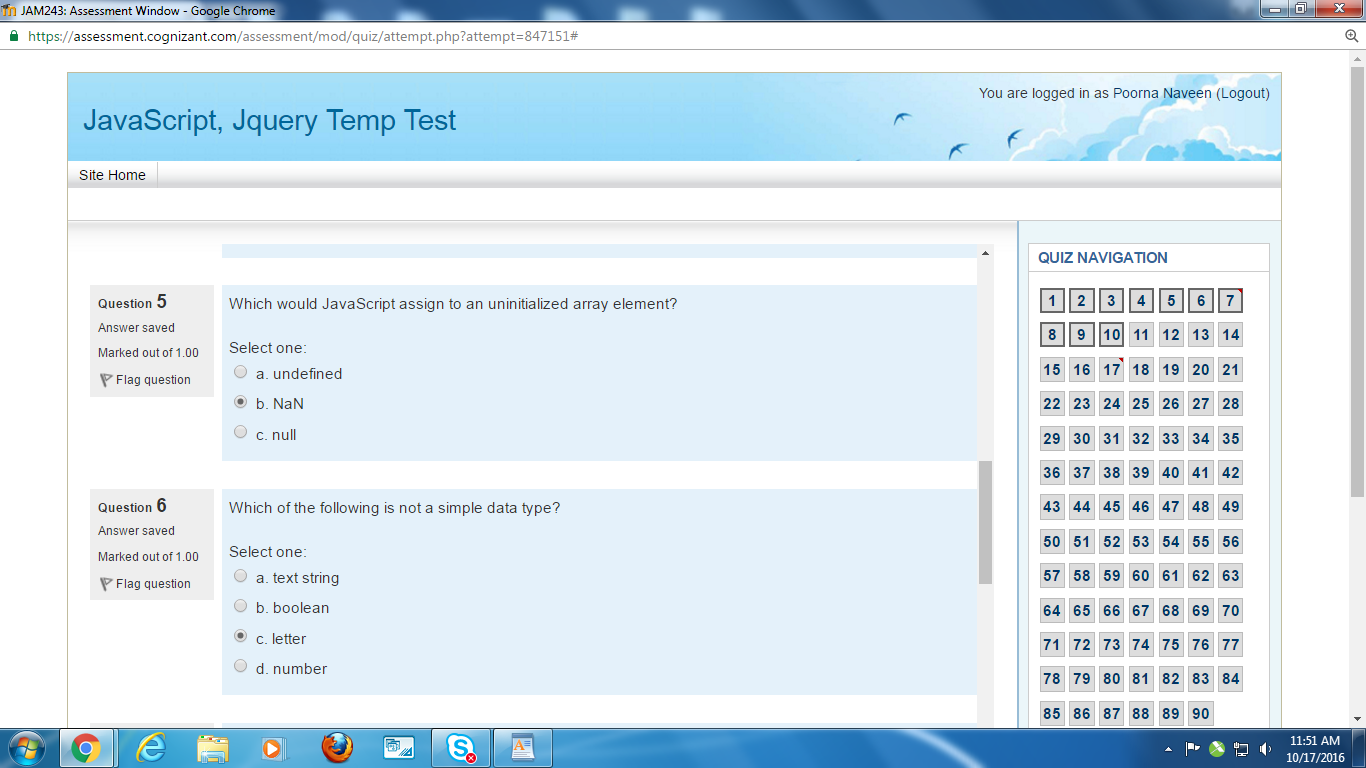 JAM243: Assessment Window - Google Chrome
https://assessment.cognizant.com/assessment/mod/quiz/attempt.php?attempt=847151#
You are logged in as Poorna Naveen (Logout)
JavaScript, Jquery Temp Test
Site Home
Question 5
Answer saved
Marked out of 1.00
Flag question
Which would JavaScript assign to an uninitialized array element?
Select one:
a. undefined
b. NaN
c. null
Question 6
Answer saved
Marked out of 1.00
Flag question
Which of the following is not a simple data type?
Select one:
a. text string
b. boolean
c. letter
d. number
QUIZ NAVIGATION
1 2 3 4 5 6 7
8 9 10 11 12 13 14
15 16 17 18 19 20 21
22 23 24 25 26 27 28
29 30 31 32 33 34 35
36 37 38 39 40 41 42
43 44 45 46 47 48 49
50 51 52 53 54 55 56
57 58 59 60 61 62 63
64 65 66 67 68 69 70
71 72 73 74 75 76 77
78 79 80 81 82 83 84
85 86 87 88 89 90
11:51 AM
10/17/2016